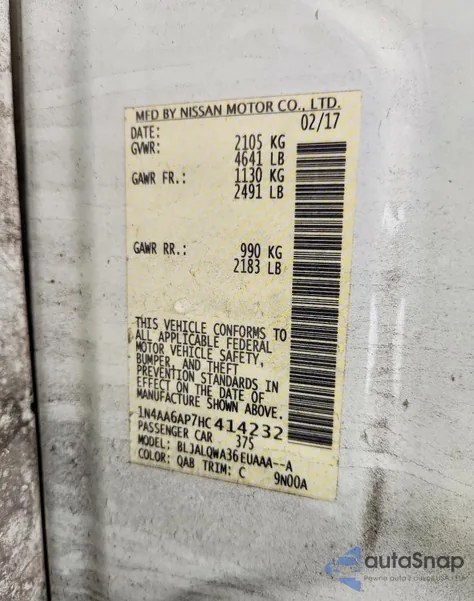 MFD BY NISSAN MOTOR CO., LTD.
DATE: 02/17
GVWR: 2105 KG
4641 LB
GAWR FR.: 1130 KG
2491 LB
GAWR RR.: 990 KG
2183 LB
THIS VEHICLE CONFORMS TO
ALL APPLICABLE FEDERAL
MOTOR VEHICLE SAFETY,
BUMPER, AND THEFT
PREVENTION STANDARDS IN
EFFECT ON THE DATE OF
MANUFACTURE SHOWN ABOVE.
1N4AA6AP7HC414232
PASSENGER CAR 375
MODEL: BLJALQWA36EUAAA--A
COLOR: QAB TRIM: C 9N00A
autaSnap